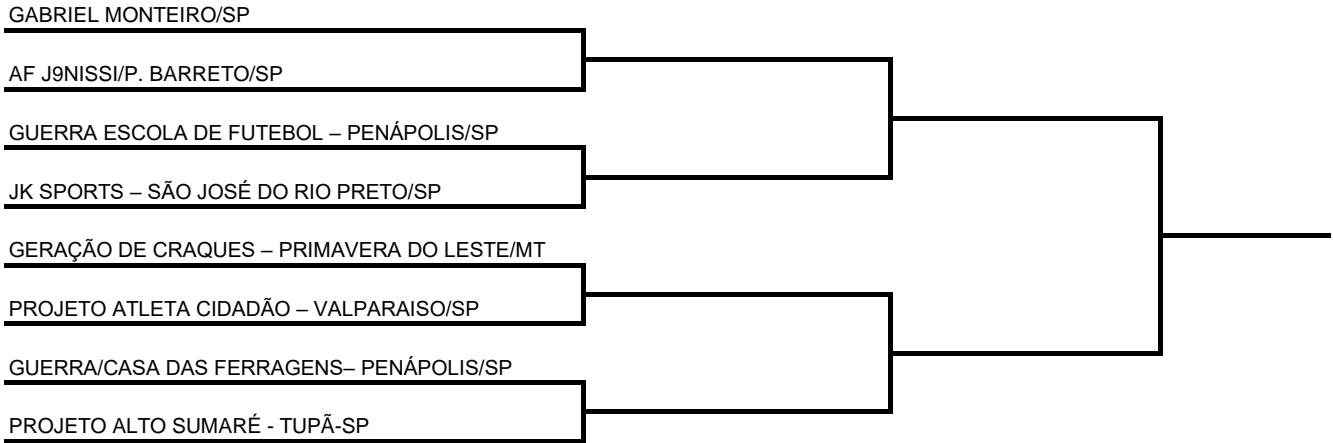 GABRIEL MONTEIRO/SP
AF J9NISSI/P. BARRETO/SP
GUERRA ESCOLA DE FUTEBOL – PENÁPOLIS/SP
JK SPORTS – SÃO JOSÉ DO RIO PRETO/SP
GERAÇÃO DE CRAQUES – PRIMAVERA DO LESTE/MT
PROJETO ATLETA CIDADÃO – VALPARAISO/SP
GUERRA/CASA DAS FERRAGENS– PENÁPOLIS/SP
PROJETO ALTO SUMARÉ - TUPÃ-SP